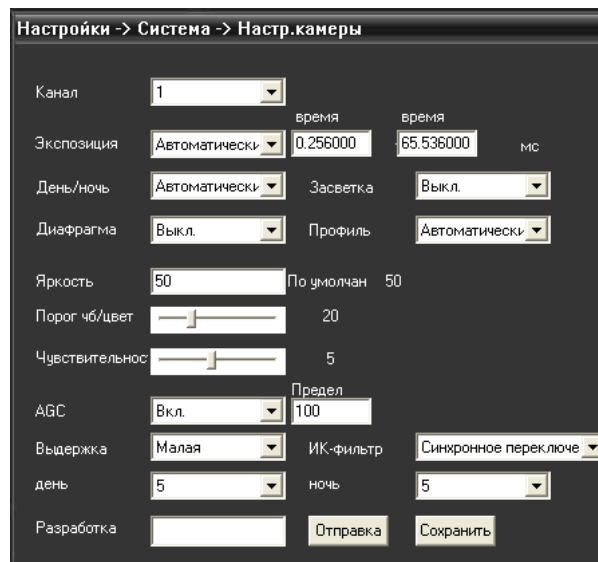 Настройки -> Система -> Настр.камеры
Канал 1
время время
Экспозиция Автоматически 0.256000 65.536000 мс
День/ночь Автоматически Засветка Выкл.
Диафрагма Выкл. Профиль Автоматически
Яркость 50 По умолчан 50
Порог чб/цвет 20
Чувствительнос 5
Предел
AGC Вкл. 100
Выдержка Малая ИК-фильтр Синхронное переключе
день 5 ночь 5
Разработка Отправка Сохранить